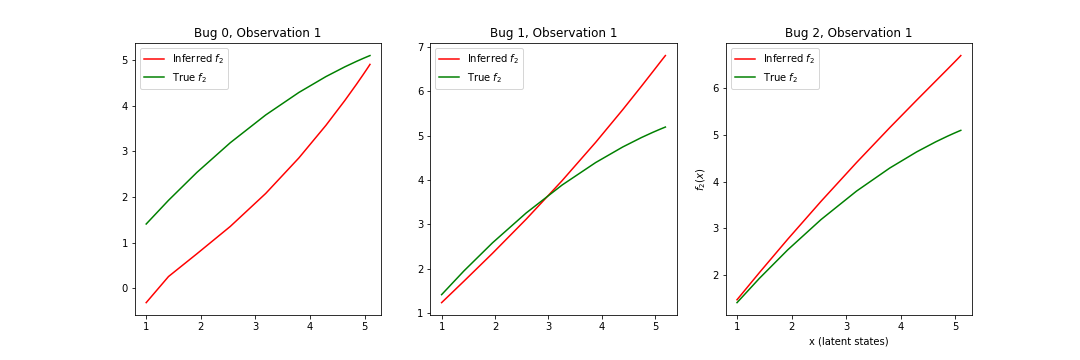 Bug 0, Observation 1
Inferred f₂
True f₂
5
4
3
2
1
0
1 2 3 4 5
Bug 1, Observation 1
Inferred f₂
True f₂
7
6
5
4
3
2
1
1 2 3 4 5
Bug 2, Observation 1
Inferred f₂
True f₂
f₂(x)
6
5
4
3
2
1 2 3 4 5
x (latent states)